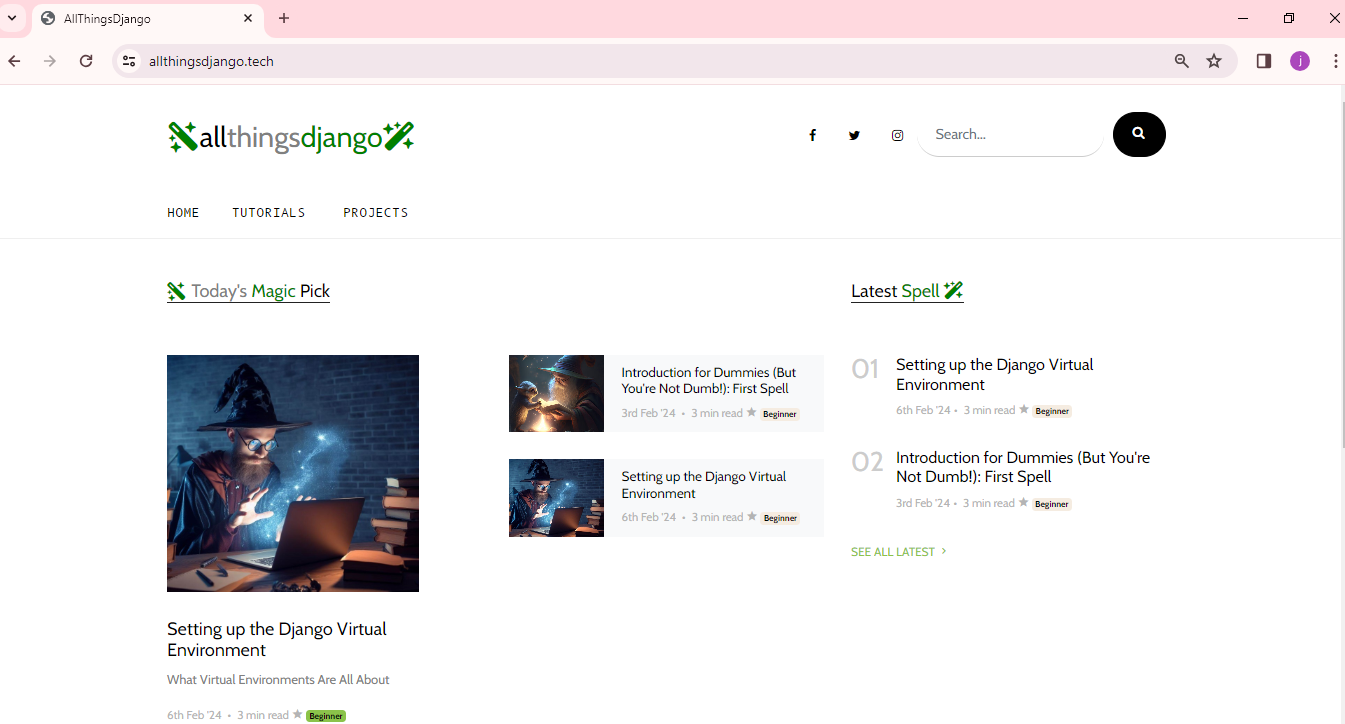 AllThingsDjango
allthingsdjango.tech
j
allthingsdjango
Search...
HOME TUTORIALS PROJECTS
Today's Magic Pick
Setting up the Django Virtual
Environment
What Virtual Environments Are All About
6th Feb '24 • 3 min read ★ Beginner
Introduction for Dummies (But
You're Not Dumb!): First Spell
3rd Feb '24 • 3 min read ★ Beginner
Setting up the Django Virtual
Environment
6th Feb '24 • 3 min read ★ Beginner
Latest Spell
01 Setting up the Django Virtual
Environment
6th Feb '24 • 3 min read ★ Beginner
02 Introduction for Dummies (But You're
Not Dumb!): First Spell
3rd Feb '24 • 3 min read ★ Beginner
SEE ALL LATEST >